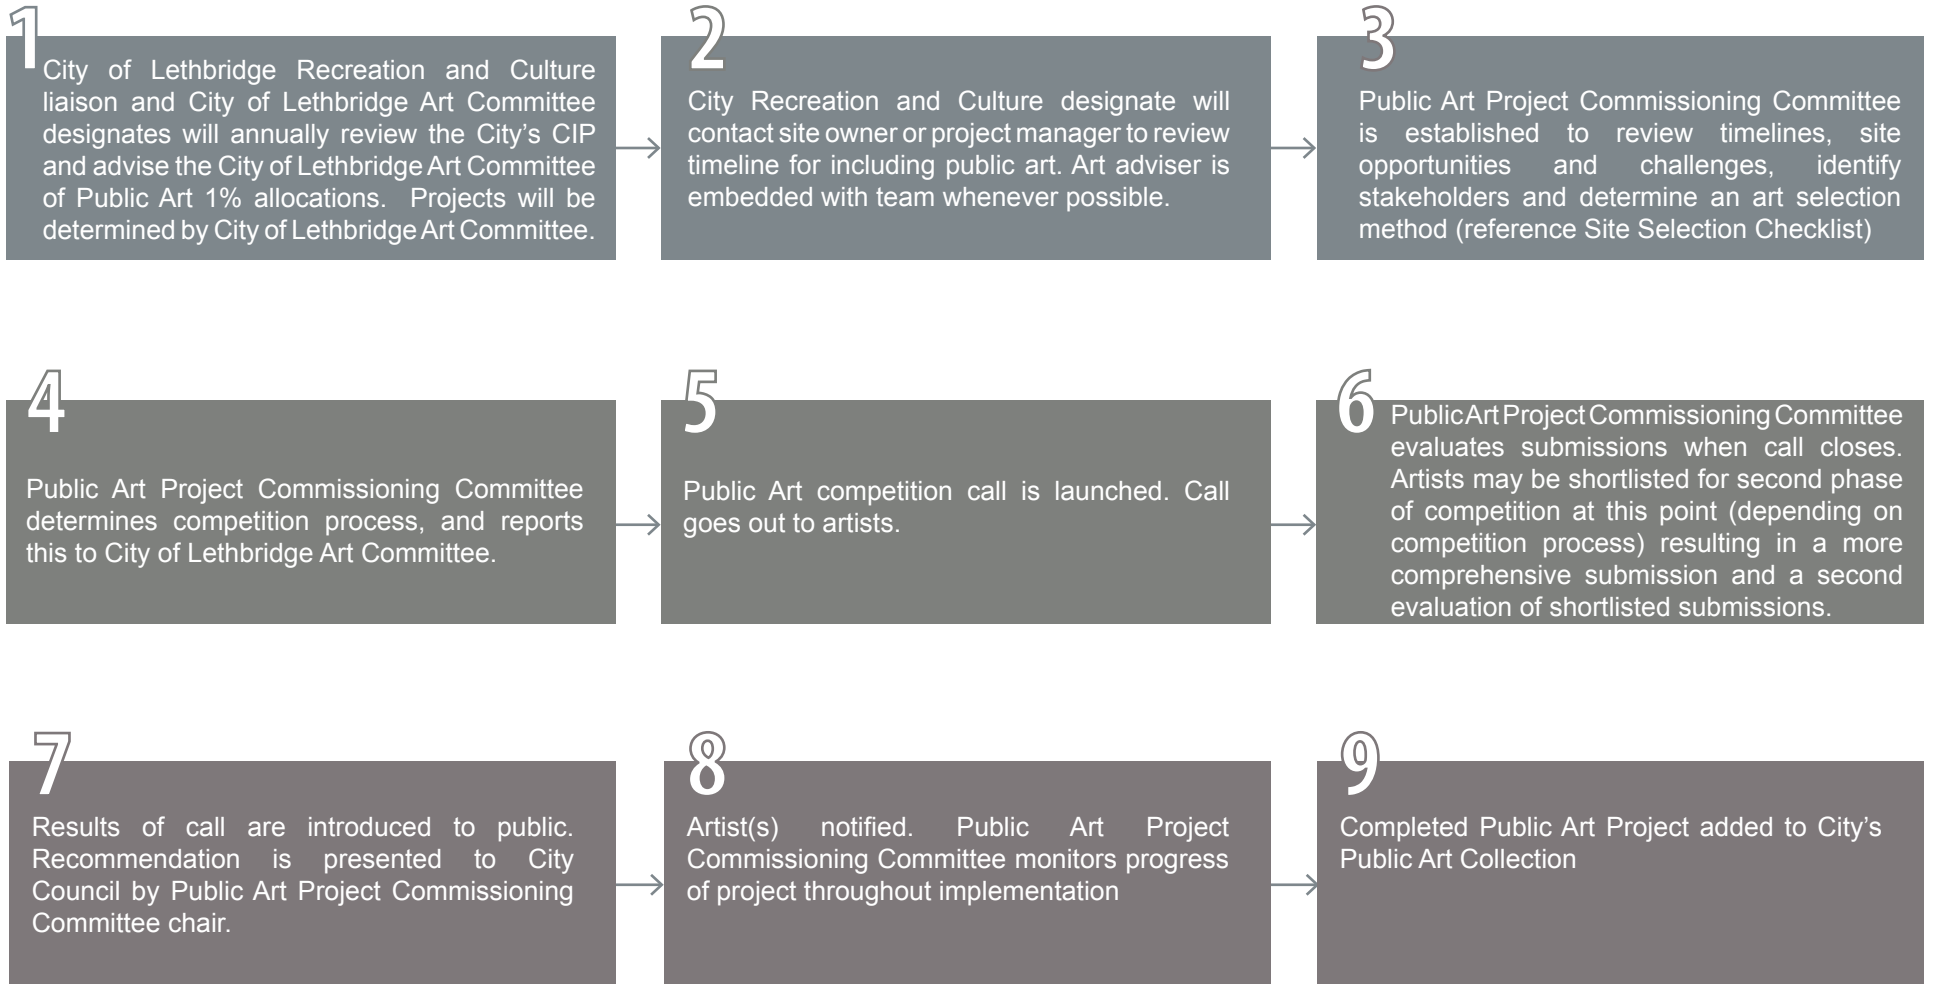 1
City of Lethbridge Recreation and Culture
liaison and City of Lethbridge Art Committee
designates will annually review the City's CIP
and advise the City of Lethbridge Art Committee
of Public Art 1% allocations. Projects will be
determined by City of Lethbridge Art Committee.
2
City Recreation and Culture designate will
contact site owner or project manager to review
timeline for including public art. Art adviser is
embedded with team whenever possible.
3
Public Art Project Commissioning Committee
is established to review timelines, site
opportunities and challenges, identify
stakeholders and determine an art selection
method (reference Site Selection Checklist)
4
Public Art Project Commissioning Committee
determines competition process, and reports
this to City of Lethbridge Art Committee.
5
Public Art competition call is launched. Call
goes out to artists.
6
Public Art Project Commissioning Committee
evaluates submissions when call closes.
Artists may be shortlisted for second phase
of competition at this point (depending on
competition process) resulting in a more
comprehensive submission and a second
evaluation of shortlisted submissions.
7
Results of call are introduced to public.
Recommendation is presented to City
Council by Public Art Project Commissioning
Committee chair.
8
Artist(s) notified. Public Art Project
Commissioning Committee monitors progress
of project throughout implementation
9
Completed Public Art Project added to City's
Public Art Collection